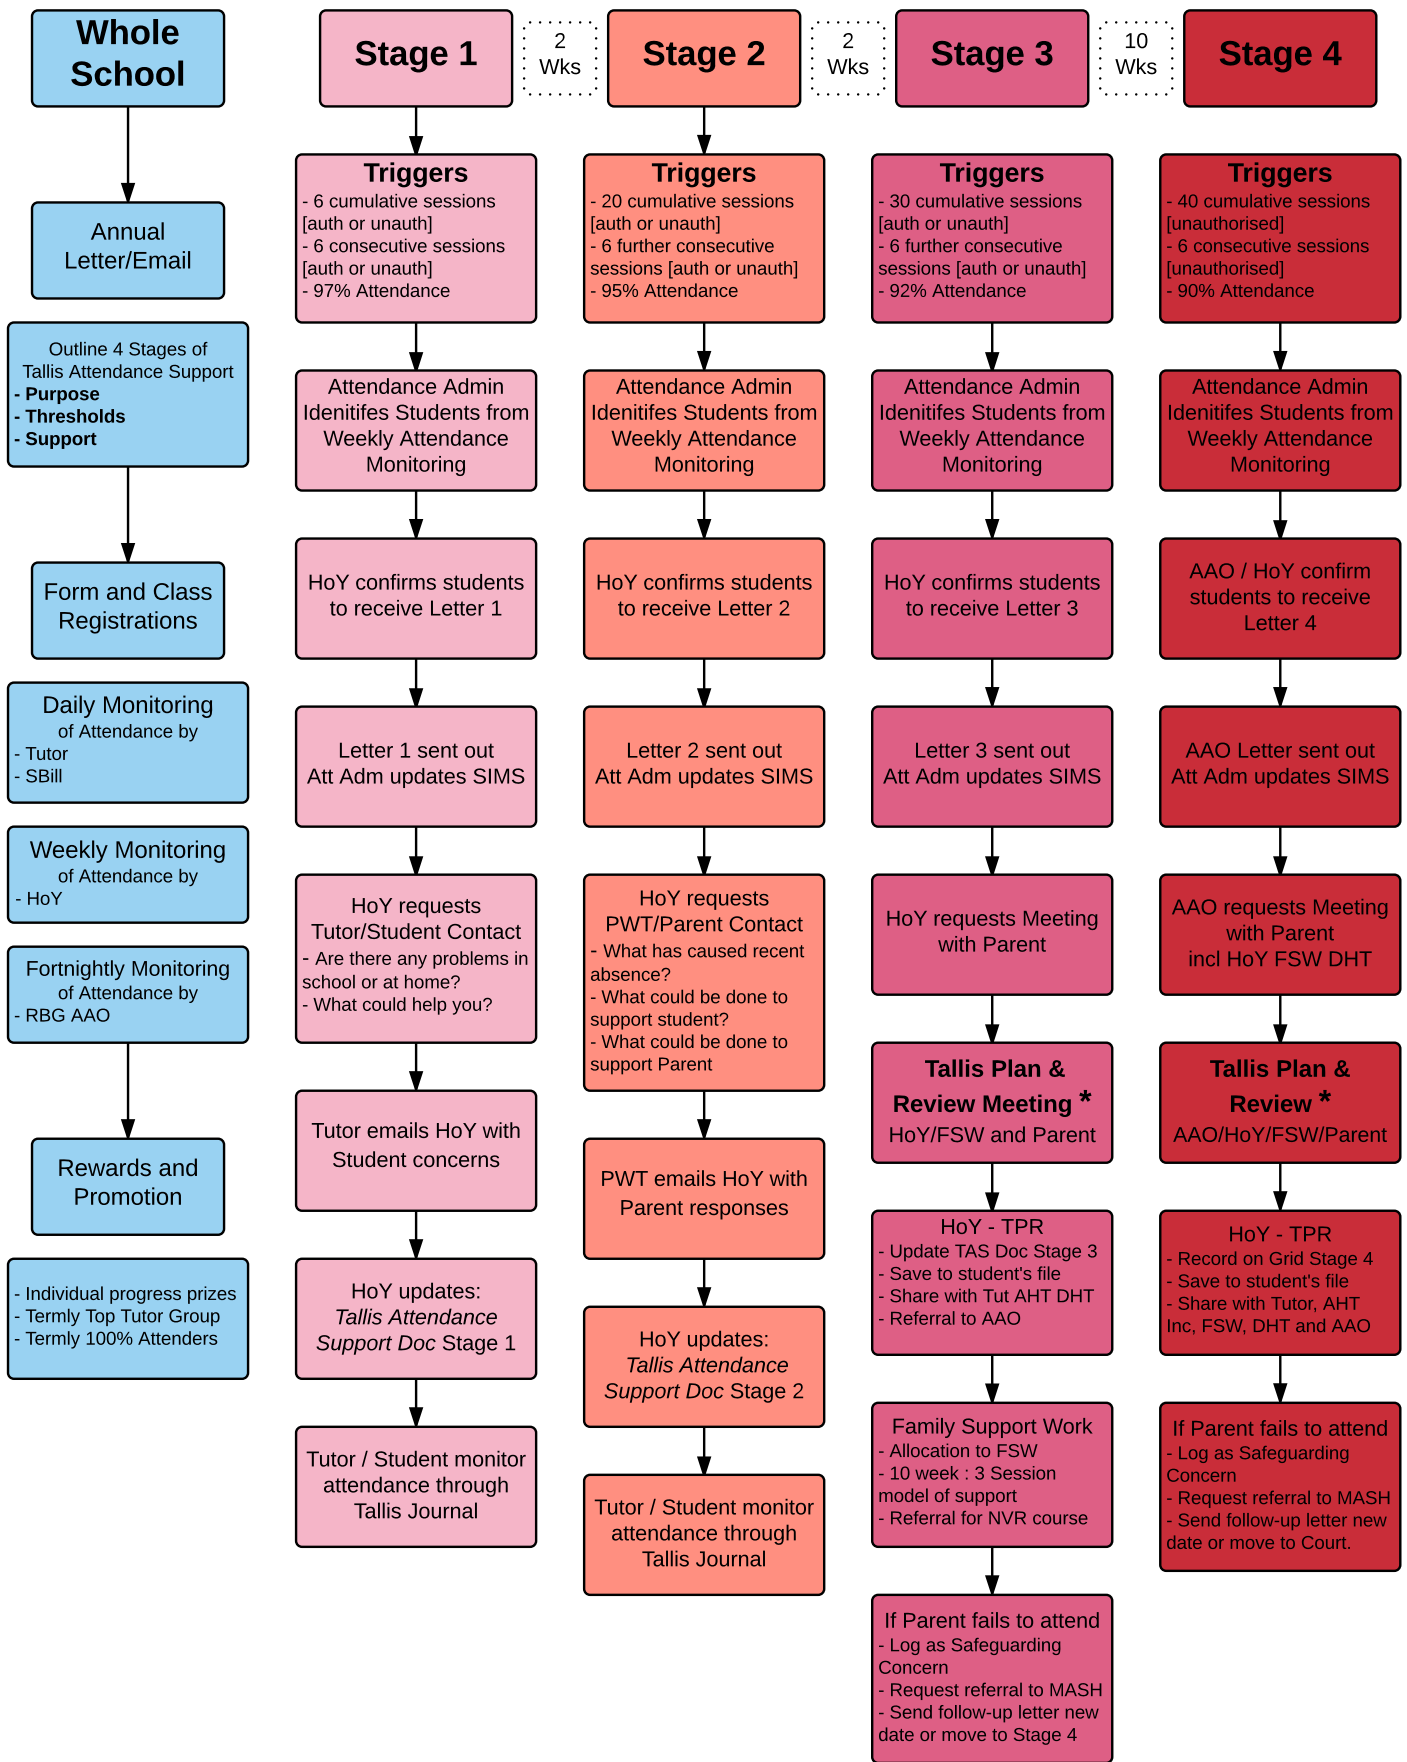 Whole
School
Annual
Letter/Email
Outline 4 Stages of
Tallis Attendance Support
- Purpose
- Thresholds
- Support
Form and Class
Registrations
Daily Monitoring
of Attendance by
- Tutor
- SBill
Weekly Monitoring
of Attendance by
- HoY
Fortnightly Monitoring
of Attendance by
- RBG AAO
Rewards and
Promotion
- Individual progress prizes
- Termly Top Tutor Group
- Termly 100% Attenders
Stage 1
Triggers
- 6 cumulative sessions
[auth or unauth]
- 6 consecutive sessions
[auth or unauth]
- 97% Attendance
Attendance Admin
Idenitifes Students from
Weekly Attendance
Monitoring
HoY confirms students
to receive Letter 1
Letter 1 sent out
Att Adm updates SIMS
HoY requests
Tutor/Student Contact
- Are there any problems in
school or at home?
- What could help you?
Tutor emails HoY with
Student concerns
HoY updates:
Tallis Attendance
Support Doc Stage 1
Tutor / Student monitor
attendance through
Tallis Journal
2
Wks
Stage 2
Triggers
- 20 cumulative sessions
[auth or unauth]
- 6 further consecutive
sessions [auth or unauth]
- 95% Attendance
Attendance Admin
Idenitifes Students from
Weekly Attendance
Monitoring
HoY confirms students
to receive Letter 2
Letter 2 sent out
Att Adm updates SIMS
HoY requests
PWT/Parent Contact
- What has caused recent
absence?
- What could be done to
support student?
- What could be done to
support Parent
PWT emails HoY with
Parent responses
HoY updates:
Tallis Attendance
Support Doc Stage 2
Tutor / Student monitor
attendance through
Tallis Journal
2
Wks
Stage 3
Triggers
- 30 cumulative sessions
[auth or unauth]
- 6 further consecutive
sessions [auth or unauth]
- 92% Attendance
Attendance Admin
Idenitifes Students from
Weekly Attendance
Monitoring
HoY confirms students
to receive Letter 3
Letter 3 sent out
Att Adm updates SIMS
HoY requests Meeting
with Parent
Tallis Plan &
Review Meeting *
HoY/FSW and Parent
HoY - TPR
- Update TAS Doc Stage 3
- Save to student's file
- Share with Tut AHT DHT
- Referral to AAO
Family Support Work
- Allocation to FSW
- 10 week : 3 Session
model of support
- Referral for NVR course
If Parent fails to attend
- Log as Safeguarding
Concern
- Request referral to MASH
- Send follow-up letter new
date or move to Stage 4
10
Wks
Stage 4
Triggers
- 40 cumulative sessions
[unauthorised]
- 6 consecutive sessions
[unauthorised]
- 90% Attendance
Attendance Admin
Idenitifes Students from
Weekly Attendance
Monitoring
AAO / HoY confirm
students to receive
Letter 4
AAO Letter sent out
Att Adm updates SIMS
AAO requests Meeting
with Parent
incl HoY FSW DHT
Tallis Plan &
Review *
AAO/HoY/FSW/Parent
HoY - TPR
- Record on Grid Stage 4
- Save to student's file
- Share with Tutor, AHT
Inc, FSW, DHT and AAO
If Parent fails to attend
- Log as Safeguarding
Concern
- Request referral to MASH
- Send follow-up letter new
date or move to Court.